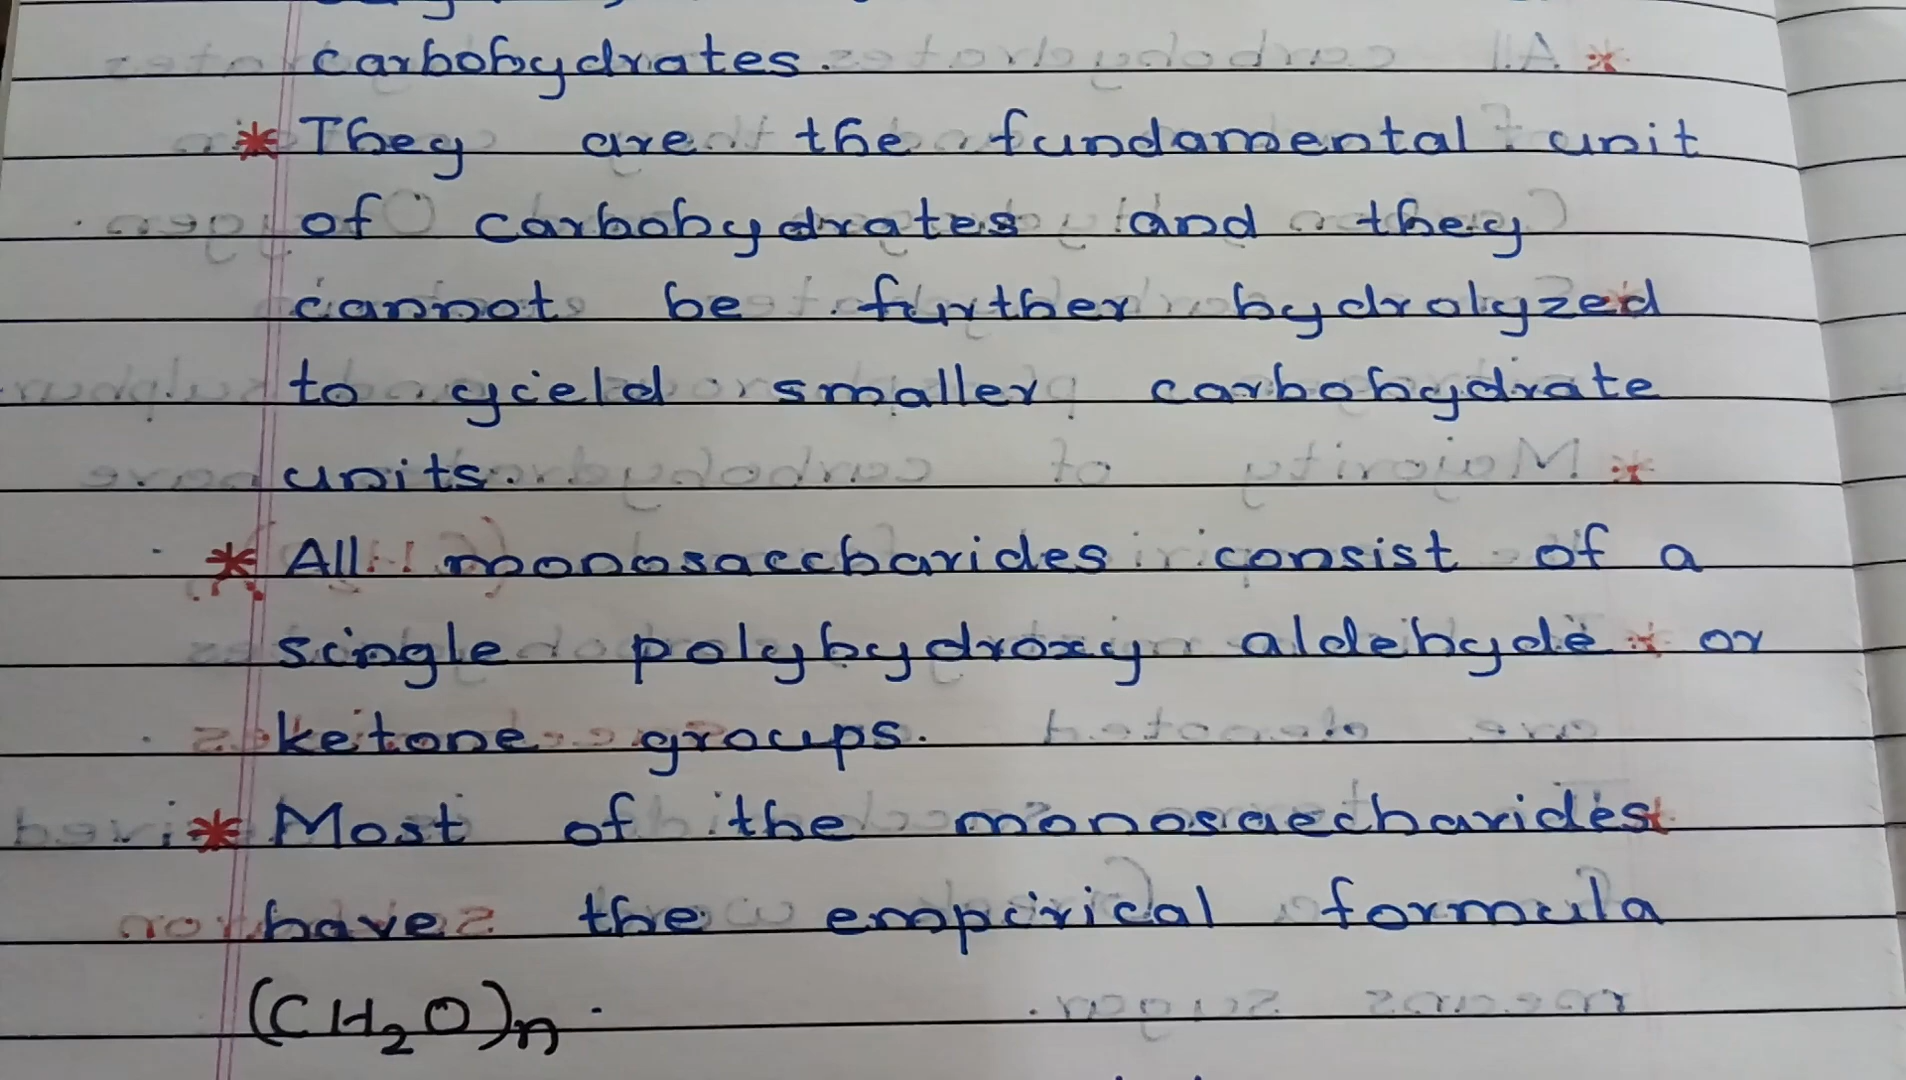 carbohydrates.
* They are the fundamental unit
of carbohydrates and they
cannot be further hydrolyzed
to yield smaller carbohydrate
units.
* All monosaccharides consist of a
single polyhydroxy aldehyde or
ketone groups.
* Most of the monosaccharides
have the empirical formula
(CH₂O)n.